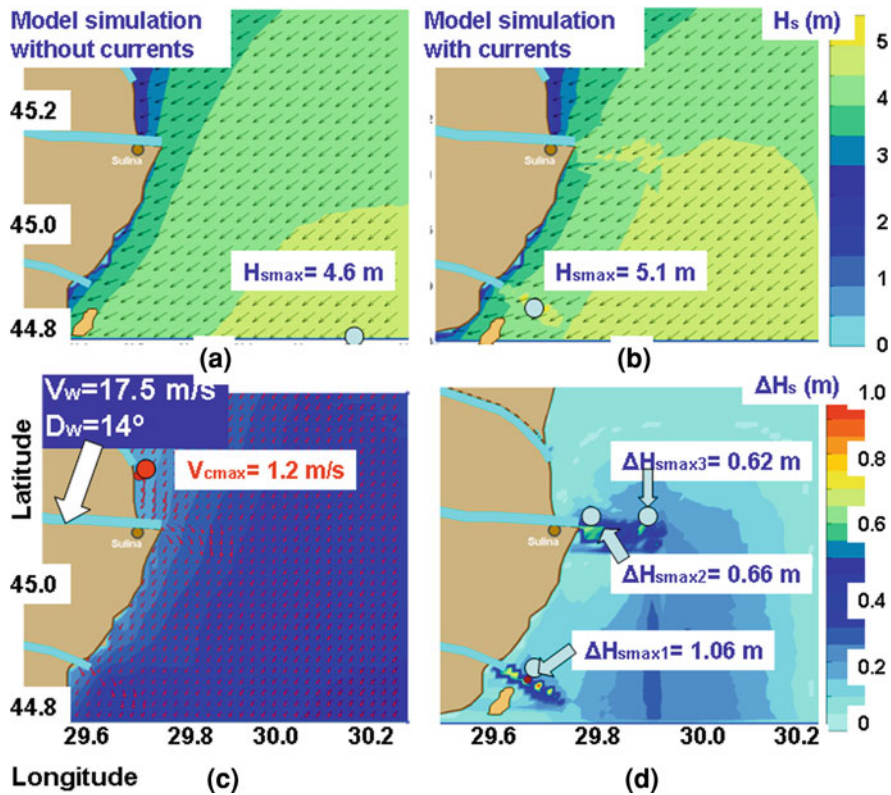 Model simulation
without currents
45.2
Sulina
45.0
Hsmax= 4.6 m
44.8
(a)
Model simulation
with currents
Hs (m)
5
4
3
2
1
0
Sulina
Hsmax= 5.1 m
(b)
Vw=17.5 m/s
Dw=14º
Vcmax= 1.2 m/s
Latitude
Sulina
45.0
44.8
29.6
29.8
30.0
30.2
Longitude
(c)
ΔHs (m)
1.0
0.8
0.6
0.4
0.2
0
ΔHsmax3= 0.62 m
Sulina
ΔHsmax2= 0.66 m
ΔHsmax1= 1.06 m
29.6
29.8
30.0
30.2
(d)